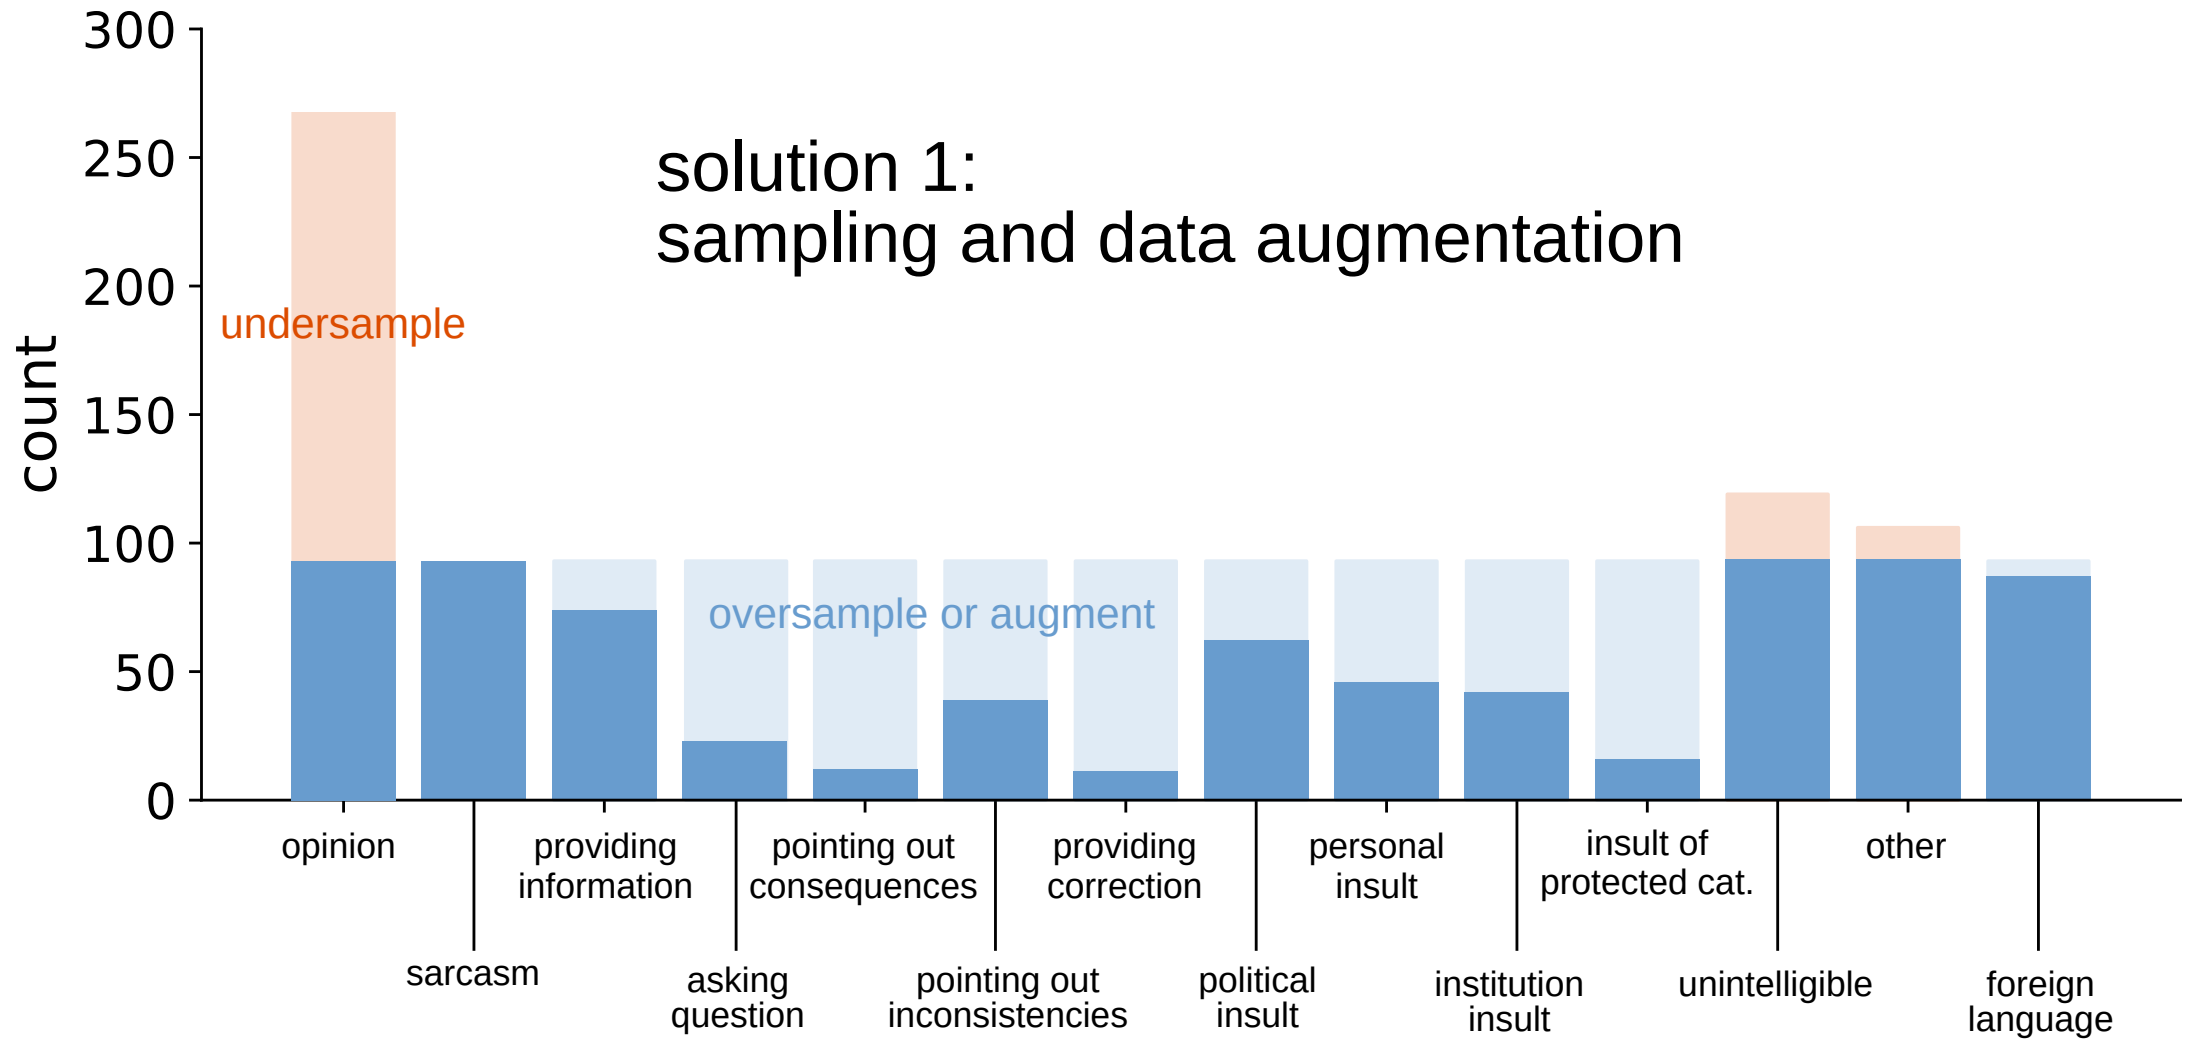 300
250
200
150
100
50
0
count
solution 1:
sampling and data augmentation
undersample
oversample or augment
opinion
sarcasm
providing
information
asking
question
pointing out
consequences
pointing out
inconsistencies
providing
correction
political
insult
personal
insult
institution
insult
insult of
protected cat.
unintelligible
other
foreign
language